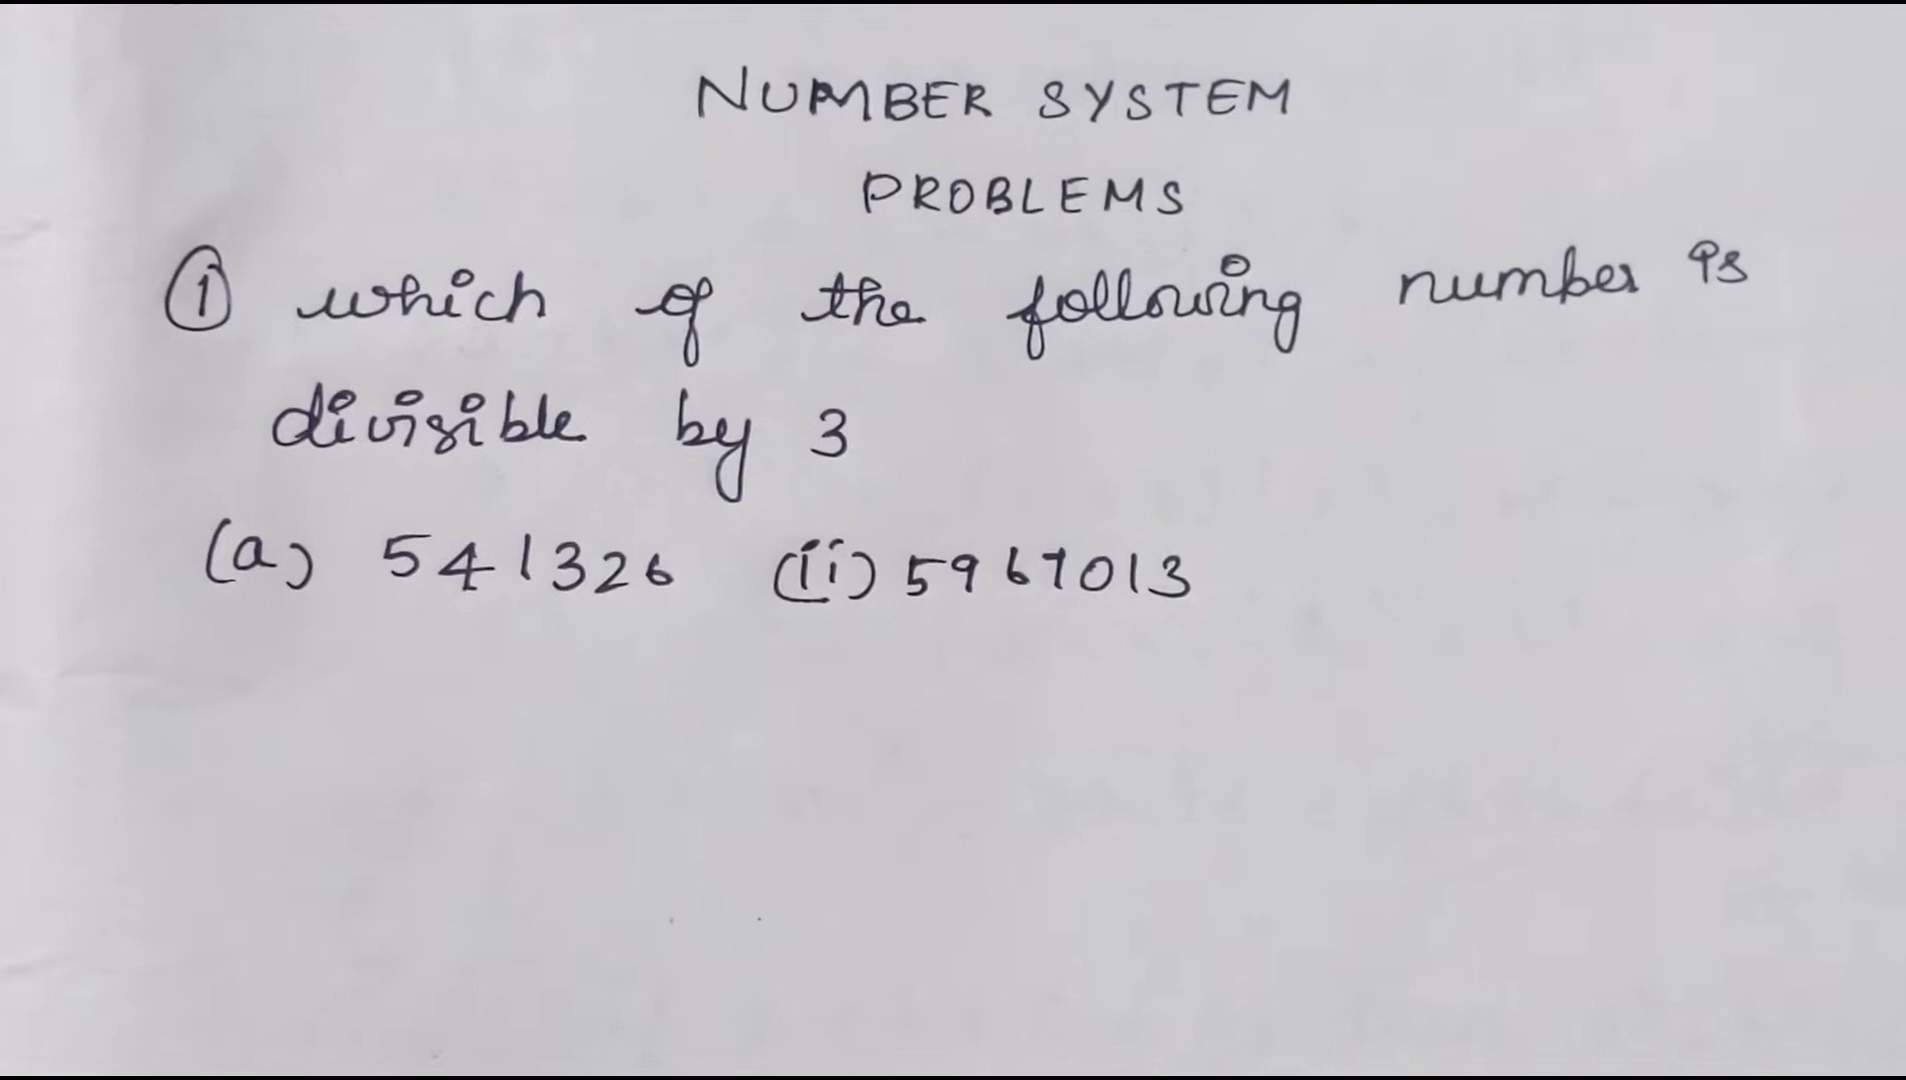 NUMBER SYSTEM
PROBLEMS
① which of the following number is
divisible by 3
(a) 541326 (ii) 5967013